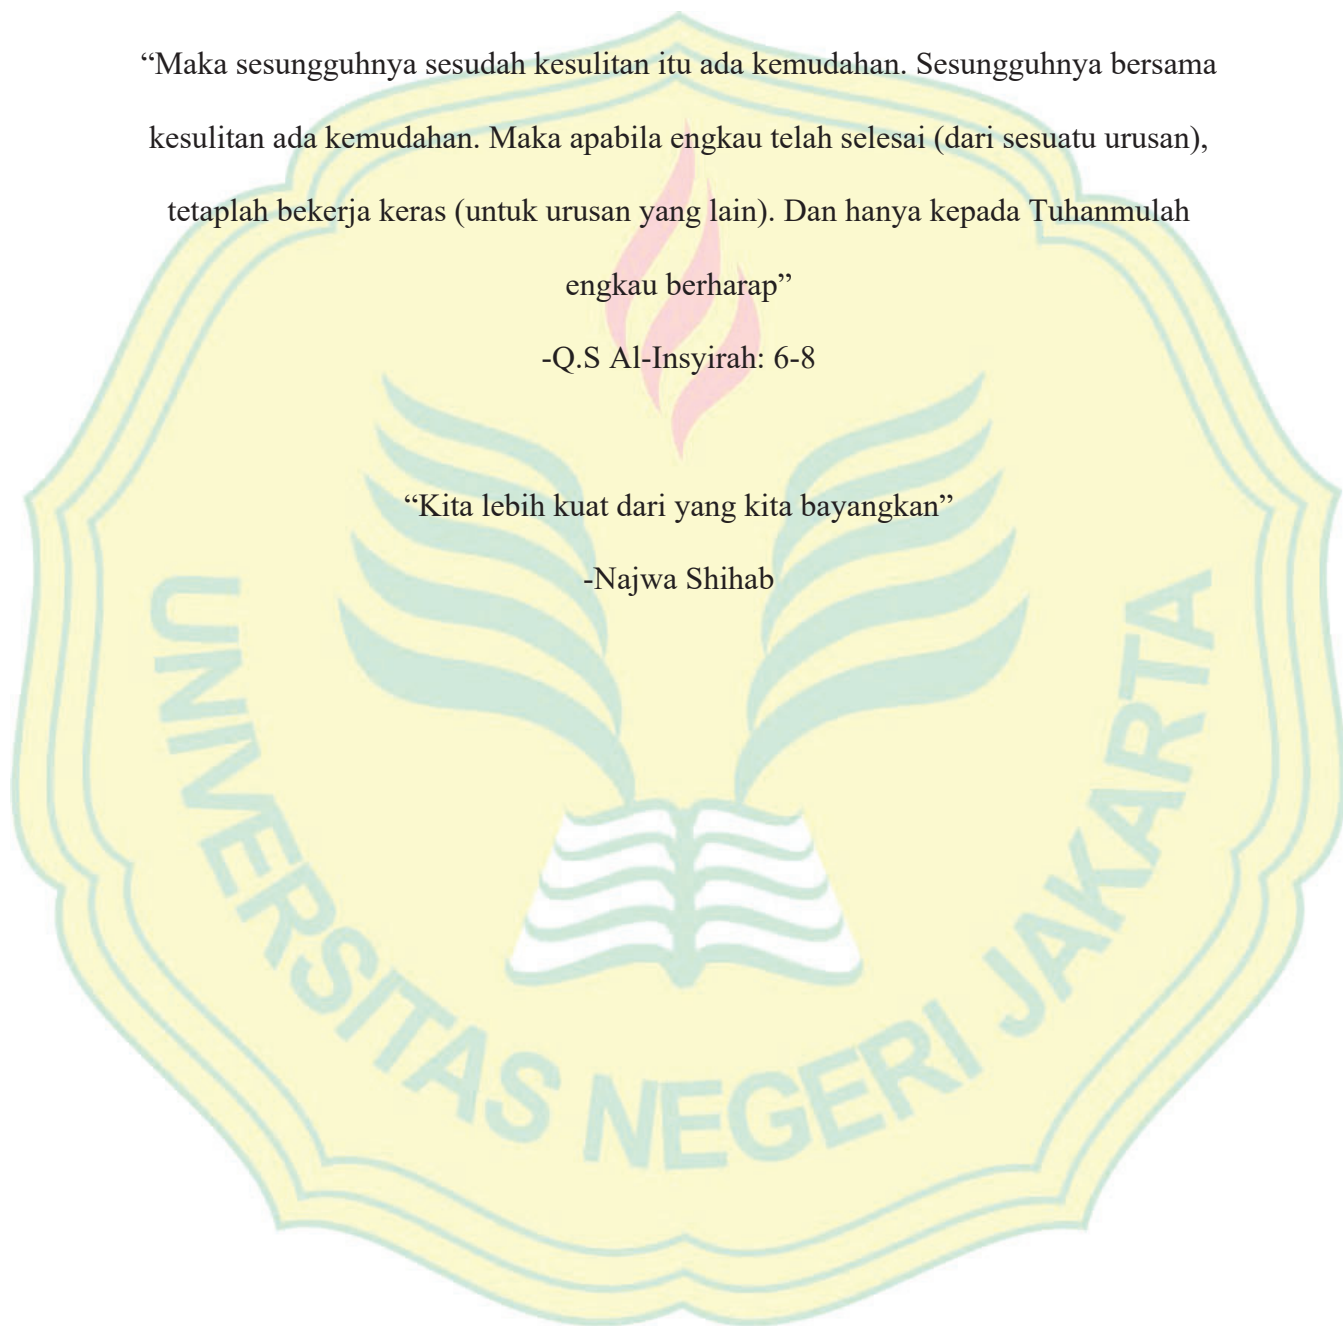 “Maka sesungguhnya sesudah kesulitan itu ada kemudahan. Sesungguhnya bersama
kesulitan ada kemudahan. Maka apabila engkau telah selesai (dari sesuatu urusan),
tetaplah bekerja keras (untuk urusan yang lain). Dan hanya kepada Tuhanmulah
engkau berharap”
-Q.S Al-Insyirah: 6-8
“Kita lebih kuat dari yang kita bayangkan”
-Najwa Shihab
UNIVERSITAS NEGERI JAKARTA